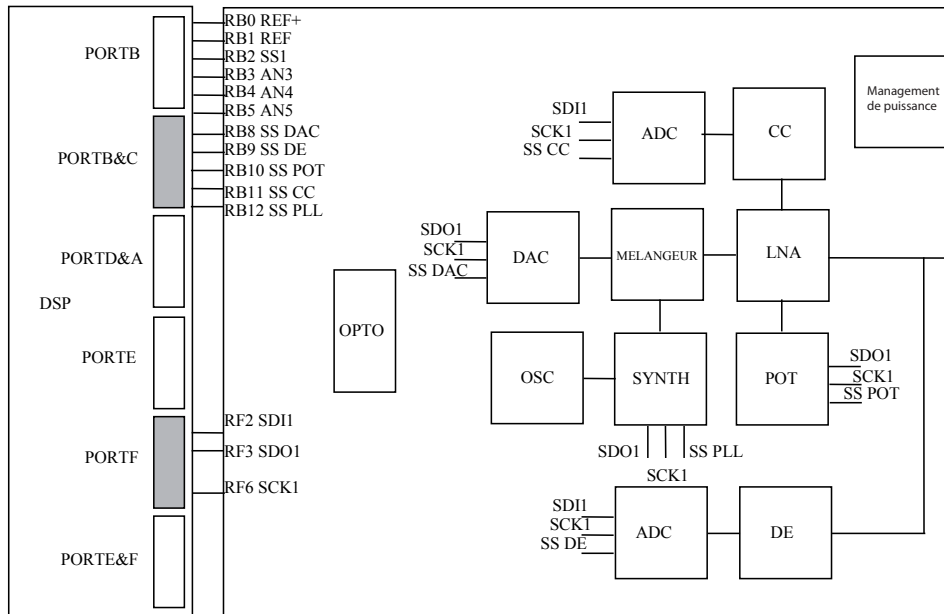 RB0 REF+
RB1 REF
RB2 SS1
RB3 AN3
RB4 AN4
RB5 AN5
RB8 SS DAC
RB9 SS DE
RB10 SS POT
RB11 SS CC
RB12 SS PLL
PORTB
PORTB&C
PORTD&A
DSP
PORTE
PORTF
PORTE&F
RF2 SDI1
RF3 SDO1
RF6 SCK1
OPTO
SDI1
SCK1
SS CC
ADC
CC
Management
de puissance
SDO1
SCK1
SS DAC
DAC
MELANGEUR
LNA
OSC
SYNTH
POT
SDO1
SCK1
SS POT
SDO1
SS PLL
SCK1
SDI1
SCK1
SS DE
ADC
DE